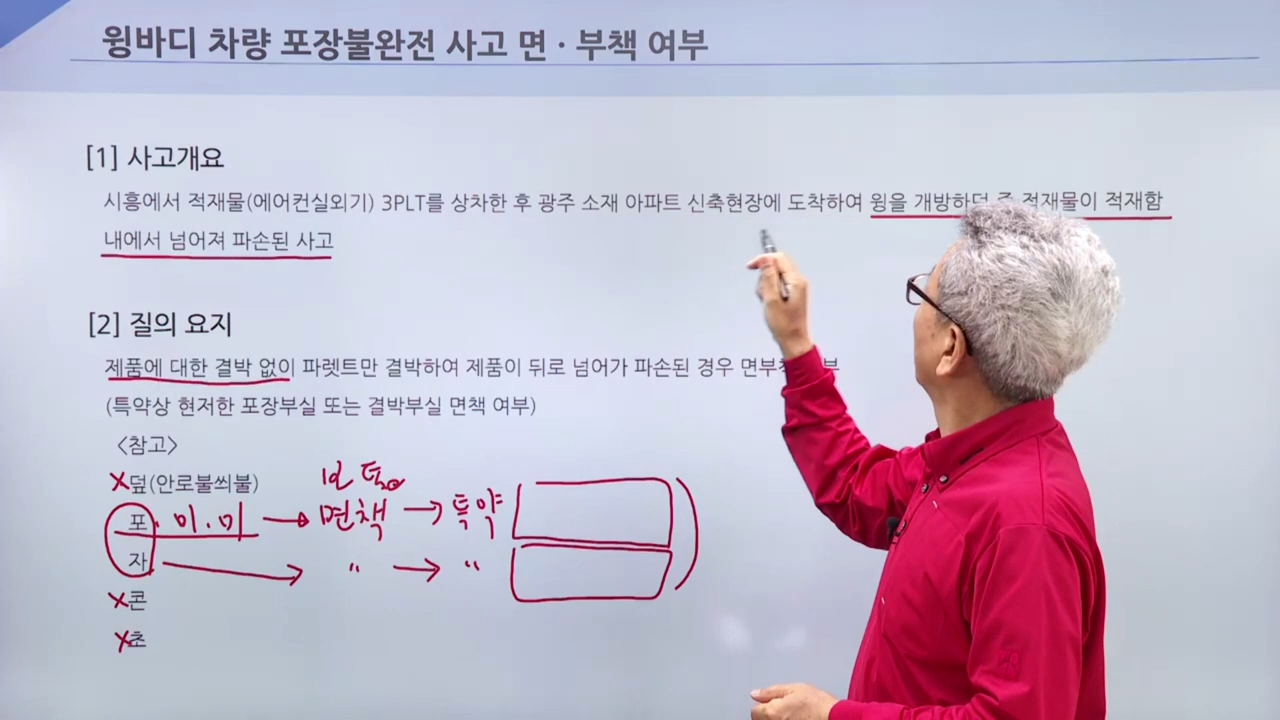 윙바디 차량 포장불완전 사고 면 · 부책 여부
[1] 사고개요
시흥에서 적재물(에어컨실외기) 3PLT를 상차한 후 광주 소재 아파트 신축현장에 도착하여 윙을 개방하던 중 적재물이 적재함
내에서 넘어져 파손된 사고
[2] 질의 요지
제품에 대한 결박 없이 파렛트만 결박하여 제품이 뒤로 넘어가 파손된 경우 면부책
(특약상 현저한 포장부실 또는 결박부실 면책 여부)
<참고>
보통
x덮(안로불씌불)
포 · 미 · 미 → 면책 → 특약
자 → " → "
x콘
x초